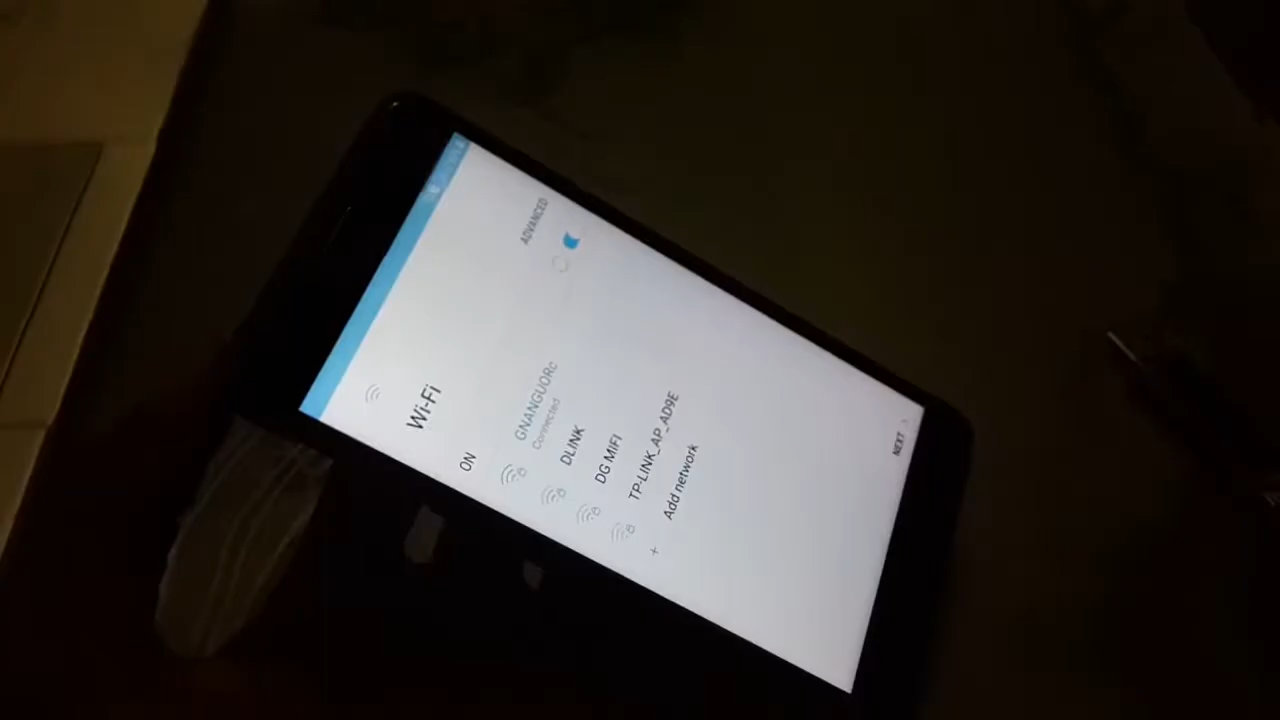 ADVANCED
Wi-Fi
ON
GNANGUORC
Connected
DLINK
DG MIFI
TP-LINK_AP_AD9E
+ Add network
NEXT >